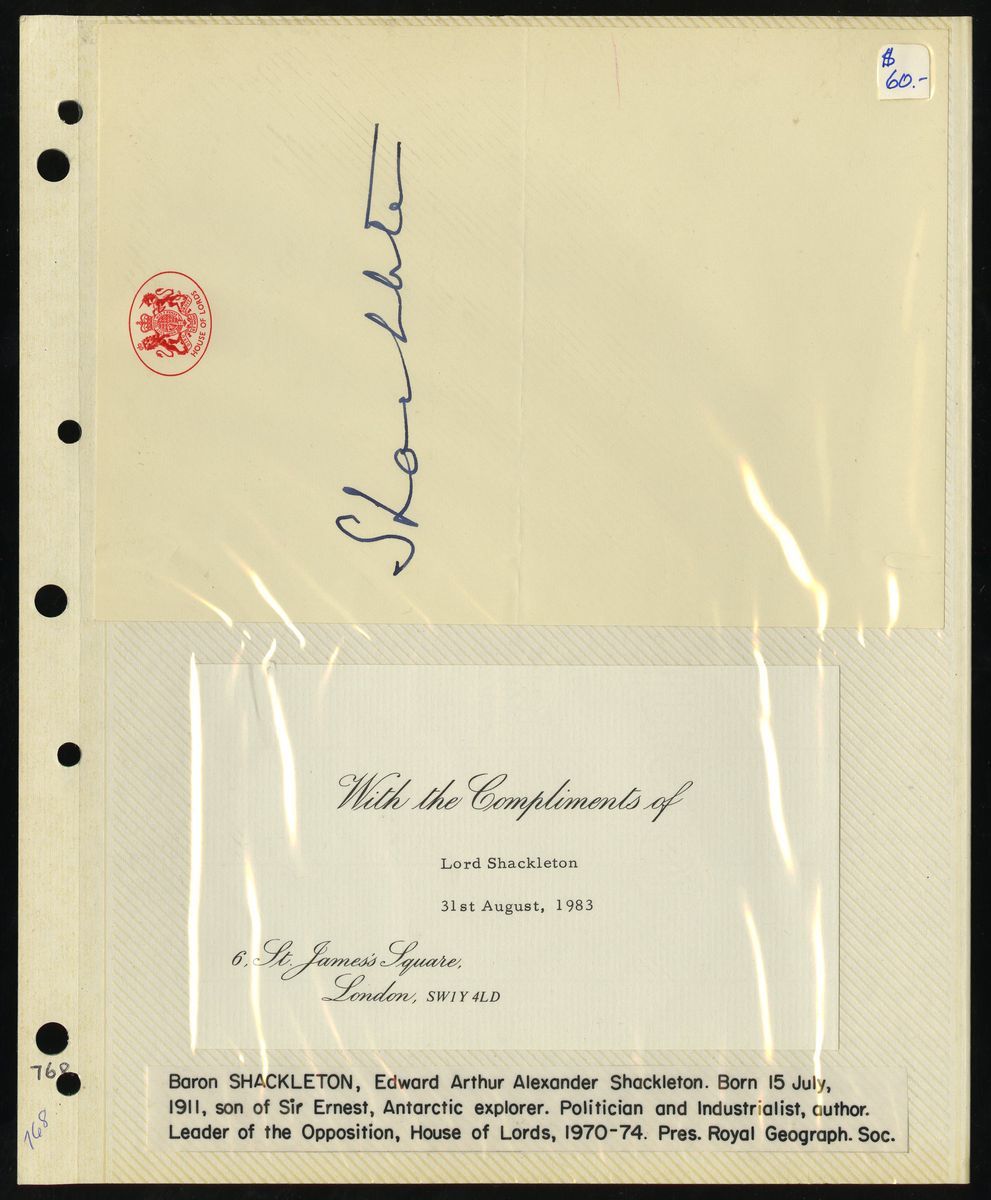 $
60.-
HOUSE OF LORDS
Shackleton
With the Compliments of
Lord Shackleton
31st August, 1983
6, St. James's Square,
London, SW1Y 4LD
768
768
Baron SHACKLETON, Edward Arthur Alexander Shackleton. Born 15 July,
1911, son of Sir Ernest, Antarctic explorer. Politician and Industrialist, author.
Leader of the Opposition, House of Lords, 1970-74. Pres. Royal Geograph. Soc.